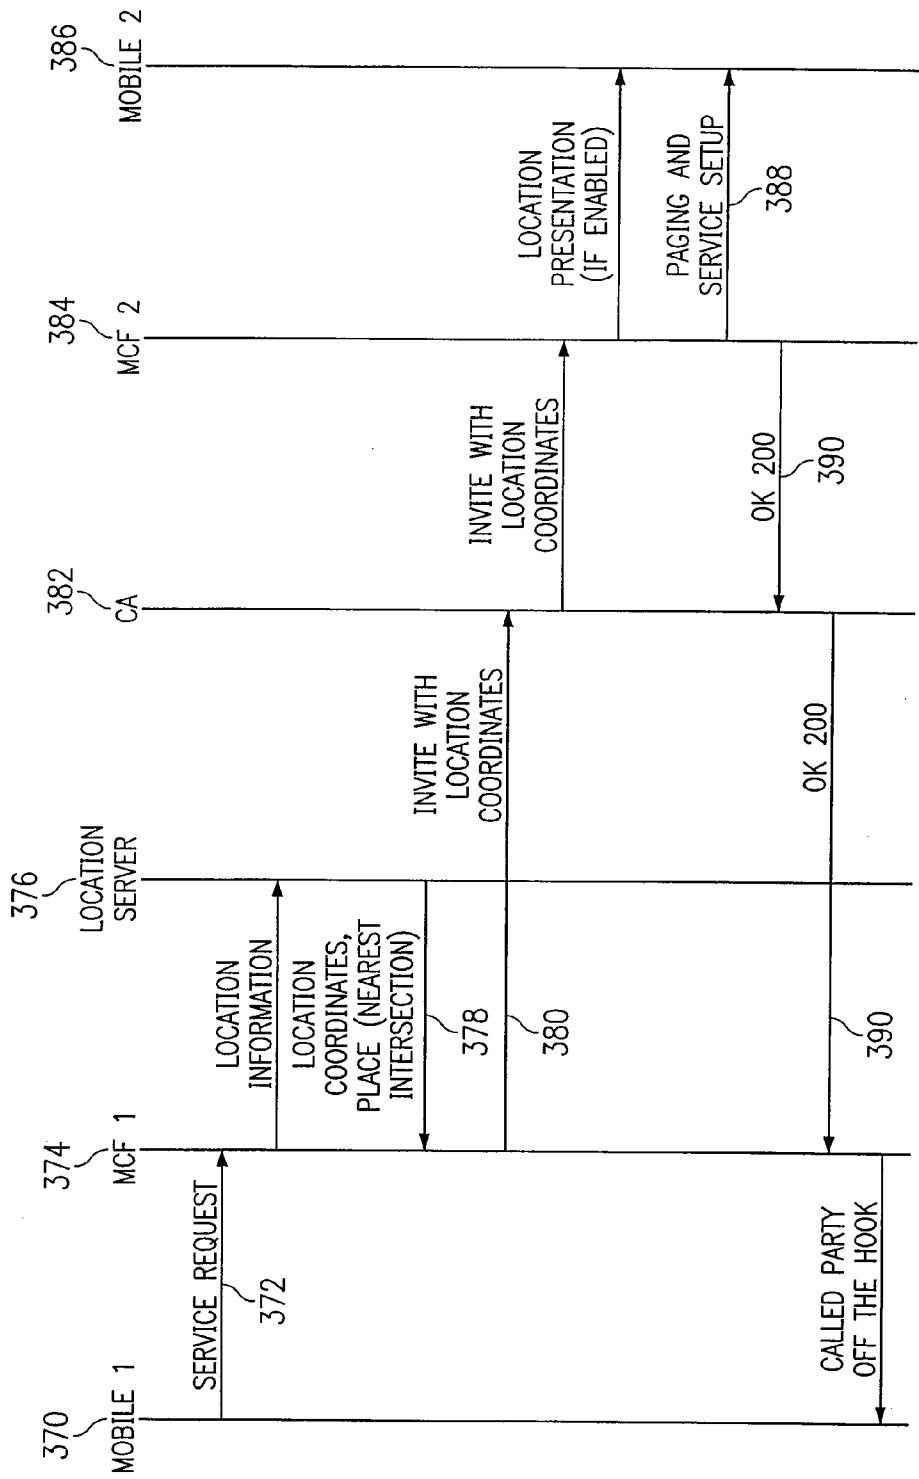 370
MOBILE 1
374
MCF 1
376
LOCATION
SERVER
382
CA
384
MCF 2
386
MOBILE 2
SERVICE REQUEST
372
LOCATION
INFORMATION
LOCATION
COORDINATES,
PLACE (NEAREST
INTERSECTION)
378
INVITE WITH
LOCATION
COORDINATES
380
INVITE WITH
LOCATION
COORDINATES
LOCATION
PRESENTATION
(IF ENABLED)
PAGING AND
SERVICE SETUP
388
OK 200
390
OK 200
390
CALLED PARTY
OFF THE HOOK